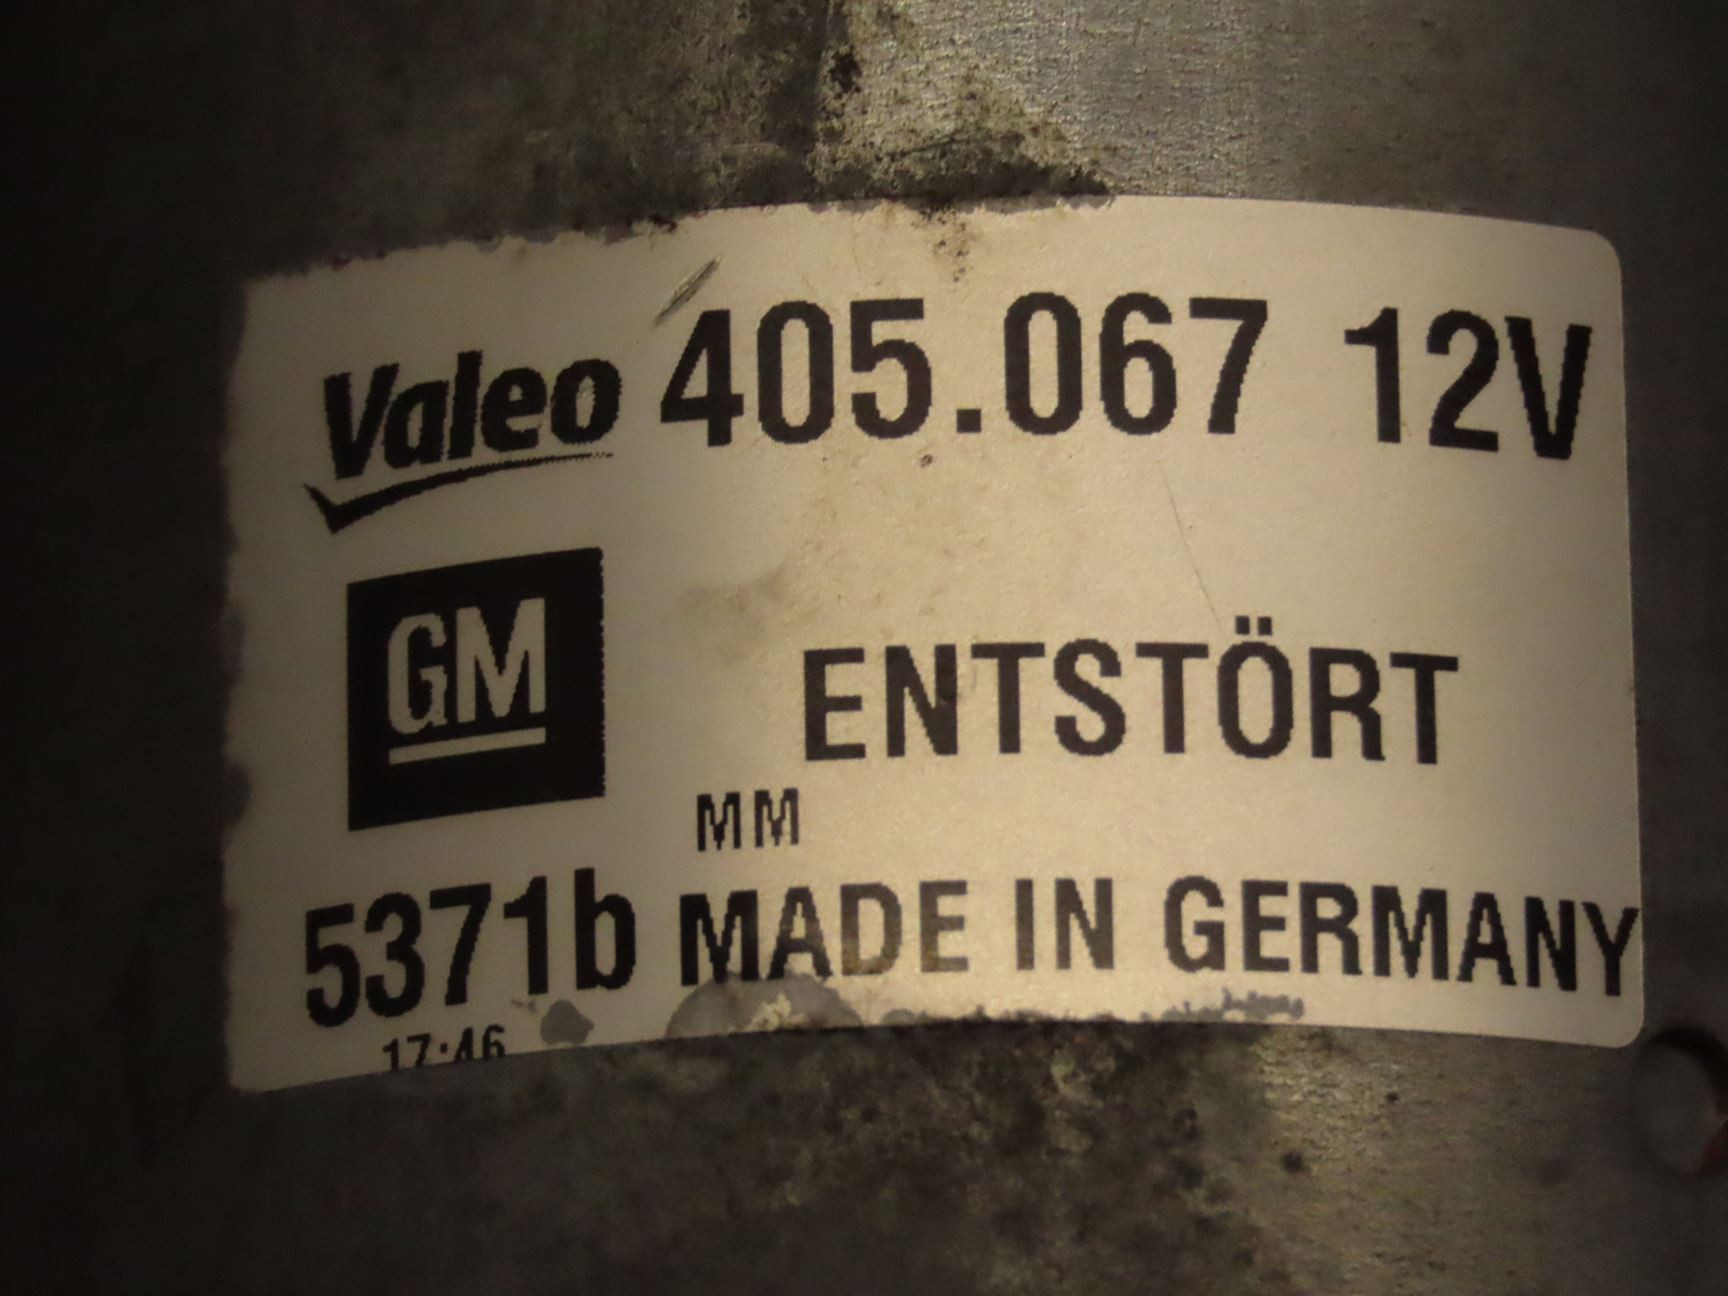 Valeo 405.067 12V
GM
ENTSTÖRT
MM
5371b MADE IN GERMANY
17:46